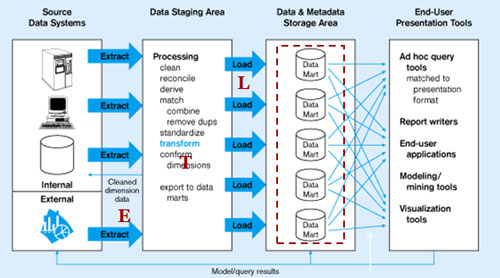 Source
Data Systems
Data Staging Area
Data & Metadata
Storage Area
End-User
Presentation Tools
Extract
Extract
Extract
Extract
Internal
External
E
Processing
clean
reconcile
derive
match
combine
remove dups
standardize
transform
conform
dimensions
T
export to data
marts
Cleaned
dimension
data
Load
Load
Load
Load
Load
L
Data
Mart
Data
Mart
Data
Mart
Data
Mart
Data
Mart
Ad hoc query
tools
matched to
presentation
format
Report writers
End-user
applications
Modeling/
mining tools
Visualization
tools
Model/query results